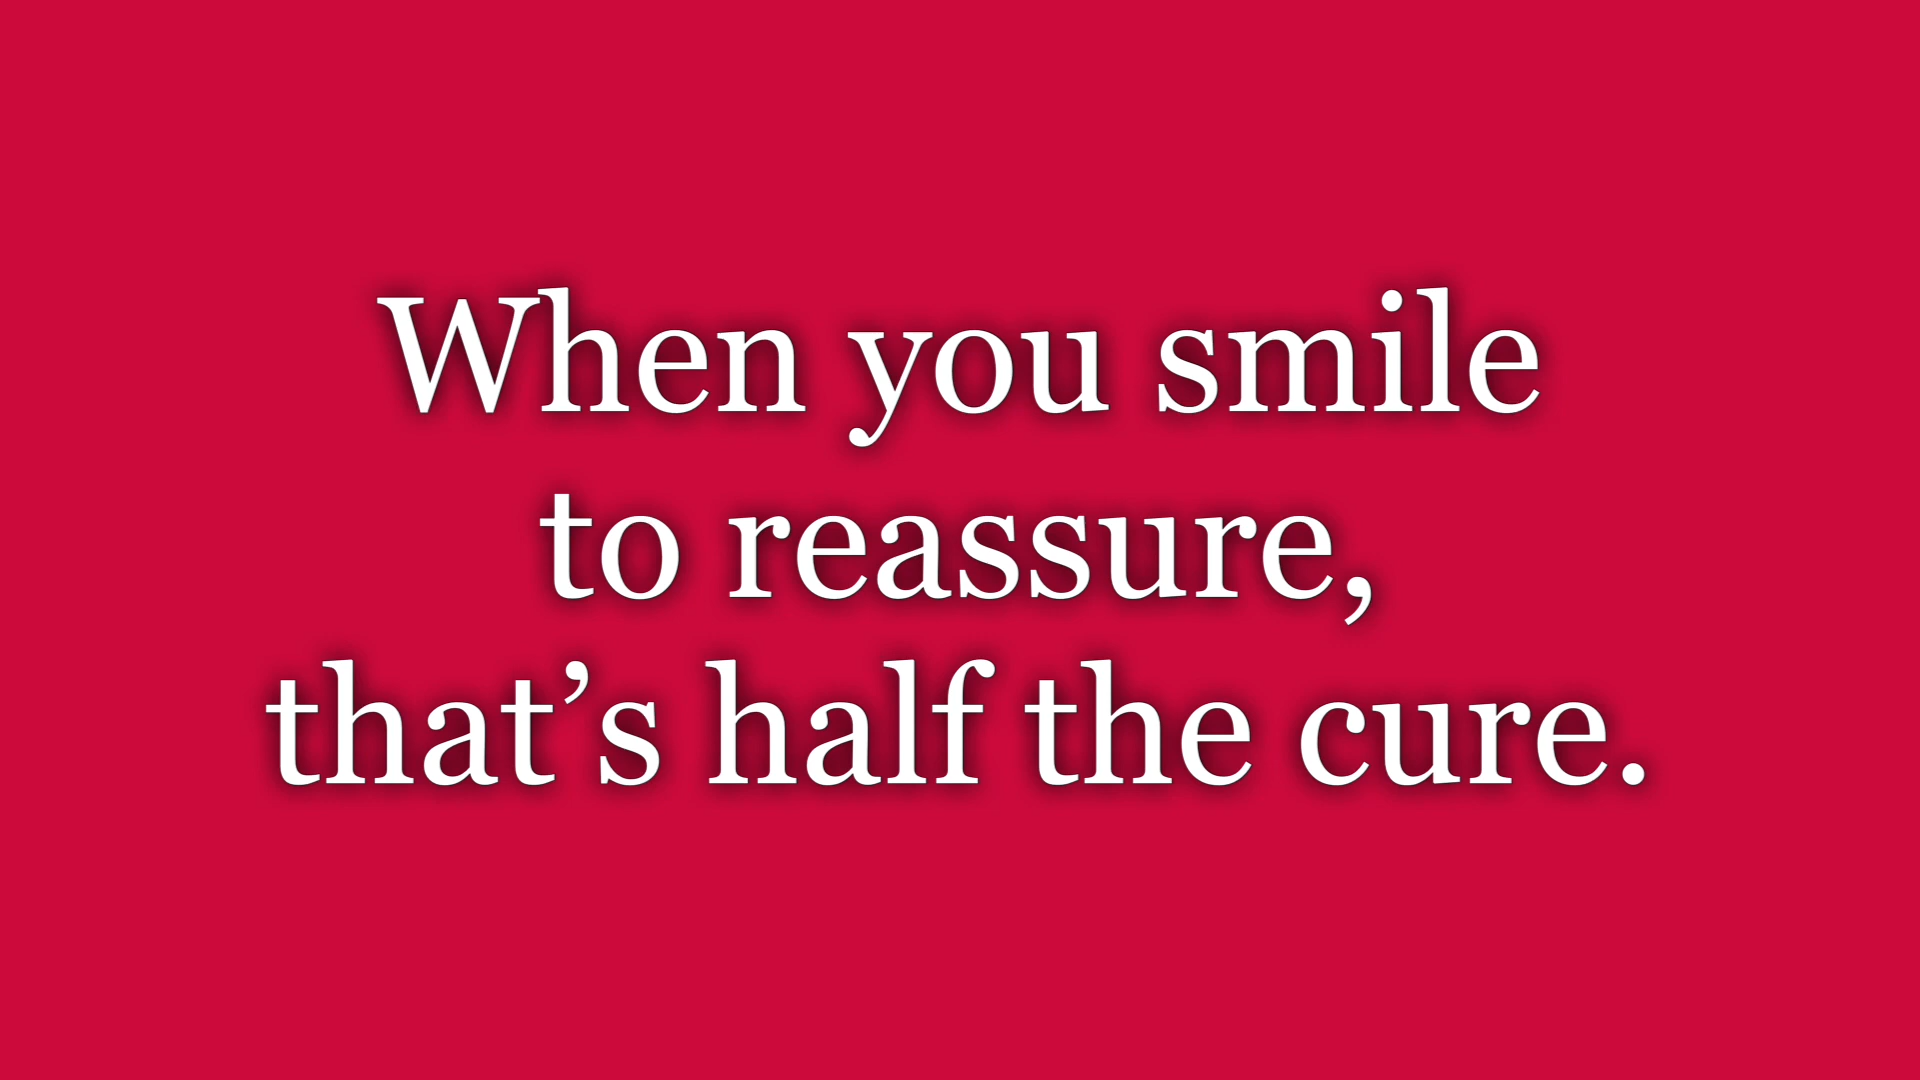 When you smile
to reassure,
that’s half the cure.